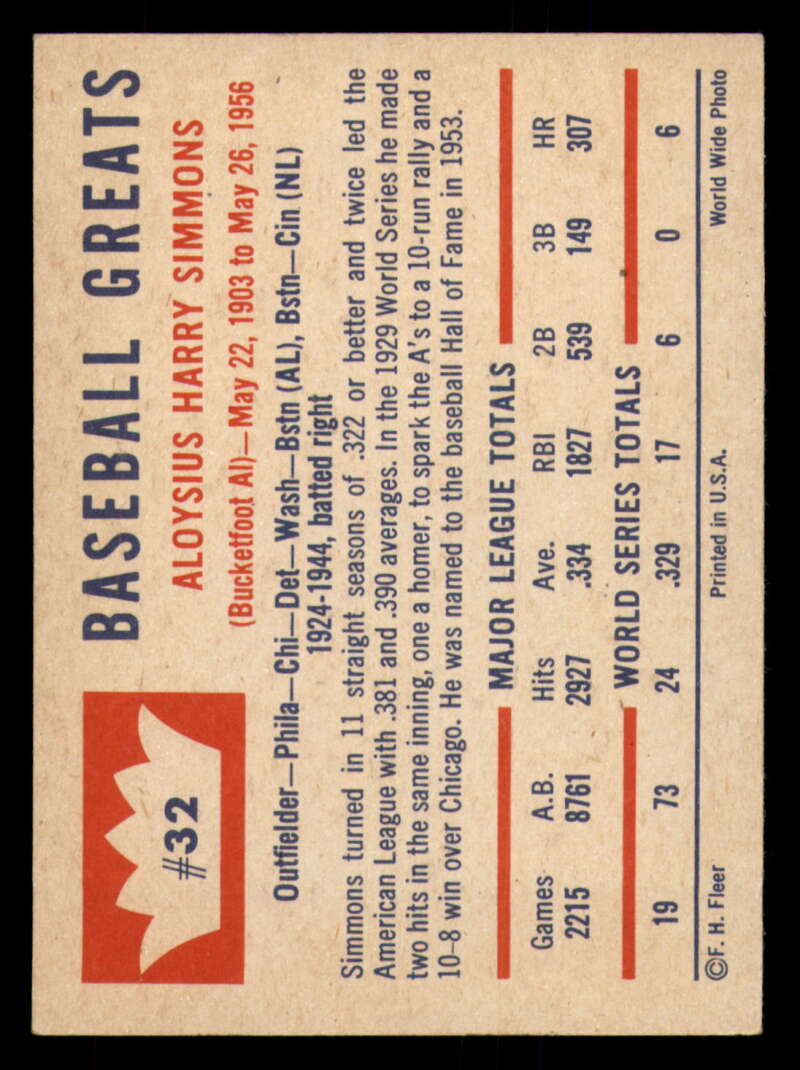 #32
BASEBALL GREATS
ALOYSIUS HARRY SIMMONS
(Bucketfoot Al)—May 22, 1903 to May 26, 1956
Outfielder—Phila—Chi—Det—Wash—Bstn (AL), Bstn—Cin (NL)
1924-1944, batted right
Simmons turned in 11 straight seasons of .322 or better and twice led the
American League with .381 and .390 averages. In the 1929 World Series he made
two hits in the same inning, one a homer, to spark the A's to a 10-run rally and a
10-8 win over Chicago. He was named to the baseball Hall of Fame in 1953.
MAJOR LEAGUE TOTALS
Games A.B. Hits Ave. RBI 2B 3B HR
2215 8761 2927 .334 1827 539 149 307
WORLD SERIES TOTALS
19 73 24 .329 17 6 0 6
©F. H. Fleer Printed in U.S.A. World Wide Photo